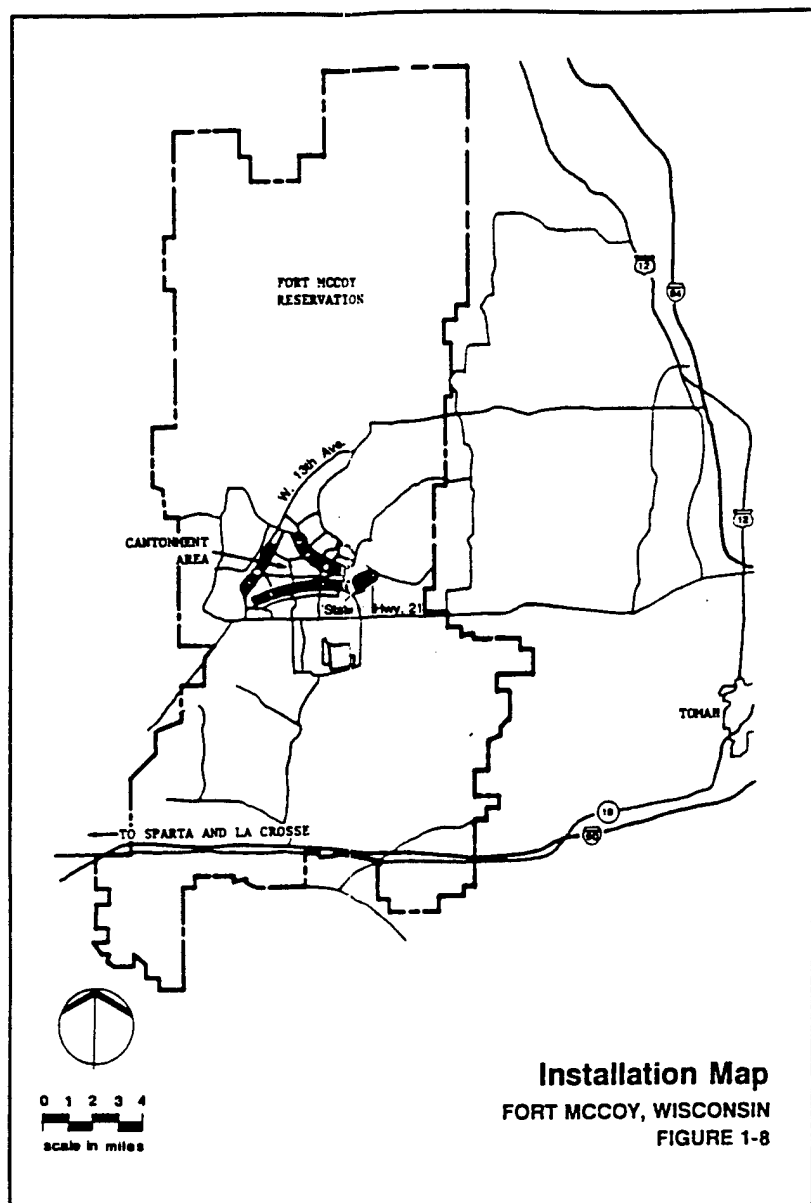 FORT MCCOY
RESERVATION
12
94
W. 13th Ave.
CANTONMENT
AREA
12
State Hwy. 21
TOMAH
TO SPARTA AND LA CROSSE
16
90
0 1 2 3 4
scale in miles
Installation Map
FORT MCCOY, WISCONSIN
FIGURE 1-8